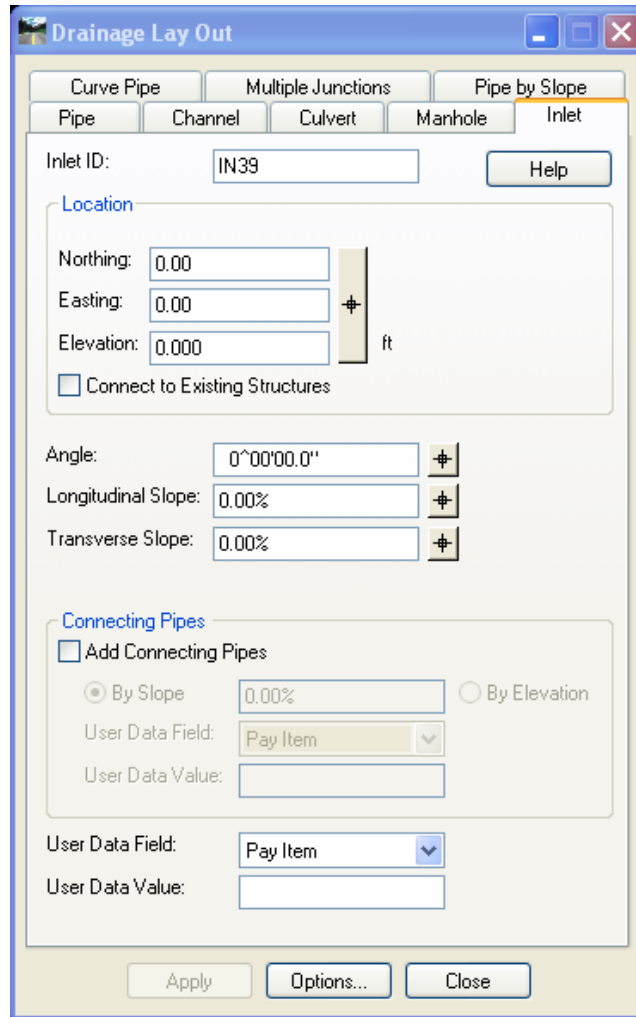 Drainage Lay Out
Curve Pipe Multiple Junctions Pipe by Slope
Pipe Channel Culvert Manhole Inlet
Inlet ID: IN39 Help
Location
Northing: 0.00
Easting: 0.00
Elevation: 0.000 ft
Connect to Existing Structures
Angle: 0^00'00.0"
Longitudinal Slope: 0.00%
Transverse Slope: 0.00%
Connecting Pipes
Add Connecting Pipes
By Slope 0.00% By Elevation
User Data Field: Pay Item
User Data Value:
User Data Field: Pay Item
User Data Value:
Apply Options... Close